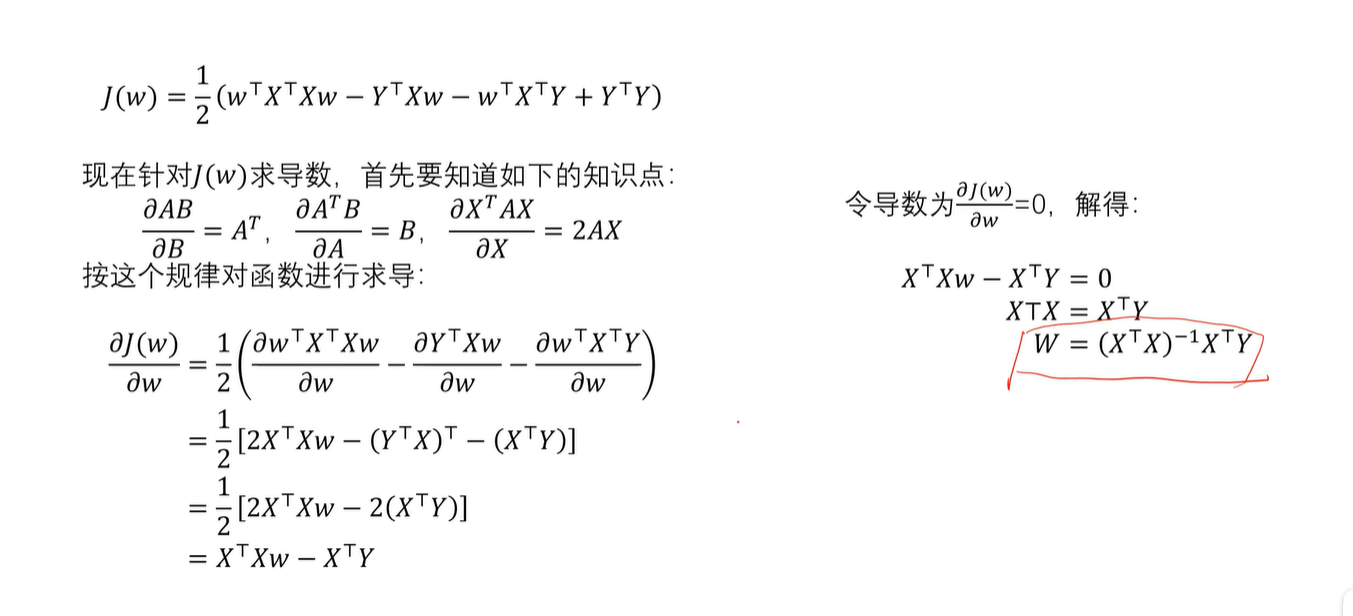 J(w) = 1/2 (w⊤X⊤Xw − Y⊤Xw − w⊤X⊤Y + Y⊤Y)
现在针对J(w)求导数，首先要知道如下的知识点：
∂AB/∂B = Aᵀ, ∂AᵀB/∂A = B, ∂XᵀAX/∂X = 2AX
按这个规律对函数进行求导：
∂J(w)/∂w = 1/2 (∂w⊤X⊤Xw/∂w − ∂Y⊤Xw/∂w − ∂w⊤X⊤Y/∂w)
= 1/2 [2X⊤Xw − (Y⊤X)⊤ − (X⊤Y)]
= 1/2 [2X⊤Xw − 2(X⊤Y)]
= X⊤Xw − X⊤Y
令导数为∂J(w)/∂w=0，解得：
X⊤Xw − X⊤Y = 0
X⊤X = X⊤Y
W = (X⊤X)⁻¹X⊤Y